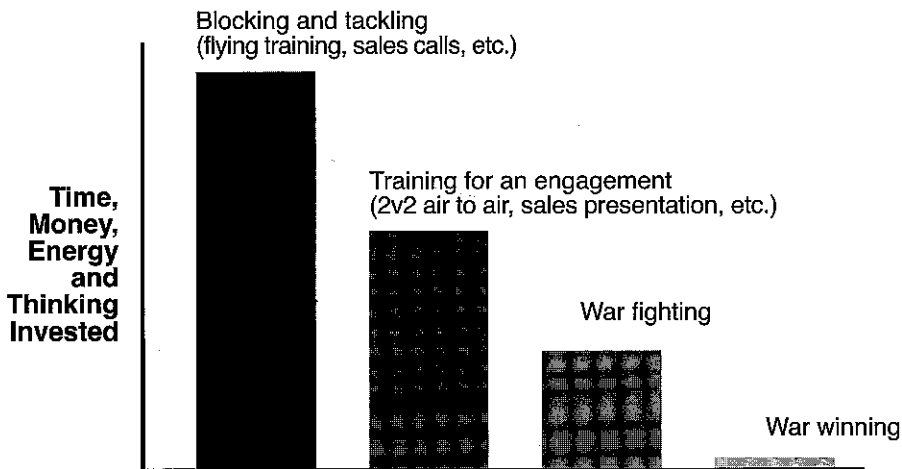 Blocking and tackling
(flying training, sales calls, etc.)
Time,
Money,
Energy
and
Thinking
Invested
Training for an engagement
(2v2 air to air, sales presentation, etc.)
War fighting
War winning